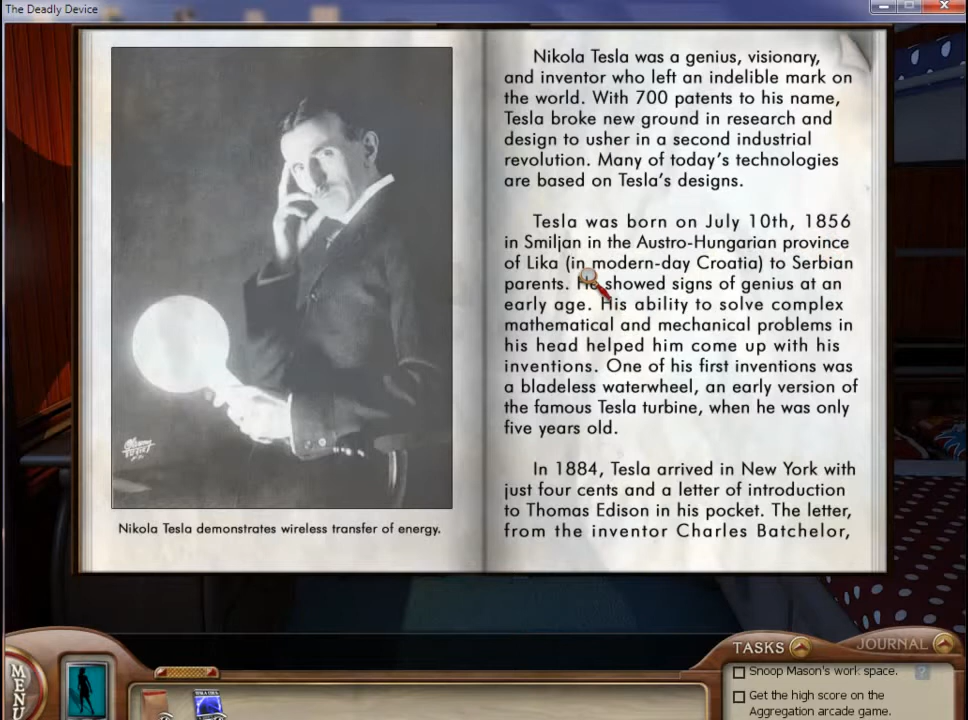 The Deadly Device
Nikola Tesla was a genius, visionary,
and inventor who left an indelible mark on
the world. With 700 patents to his name,
Tesla broke new ground in research and
design to usher in a second industrial
revolution. Many of today's technologies
are based on Tesla's designs.
Tesla was born on July 10th, 1856
in Smiljan in the Austro-Hungarian province
of Lika (in modern-day Croatia) to Serbian
parents. He showed signs of genius at an
early age. His ability to solve complex
mathematical and mechanical problems in
his head helped him come up with his
inventions. One of his first inventions was
a bladeless waterwheel, an early version of
the famous Tesla turbine, when he was only
five years old.
In 1884, Tesla arrived in New York with
just four cents and a letter of introduction
to Thomas Edison in his pocket. The letter,
from the inventor Charles Batchelor,
Nikola Tesla demonstrates wireless transfer of energy.
MENU
TASKS
JOURNAL
Snoop Mason's work space.
?
Get the high score on the
Aggregation arcade game.